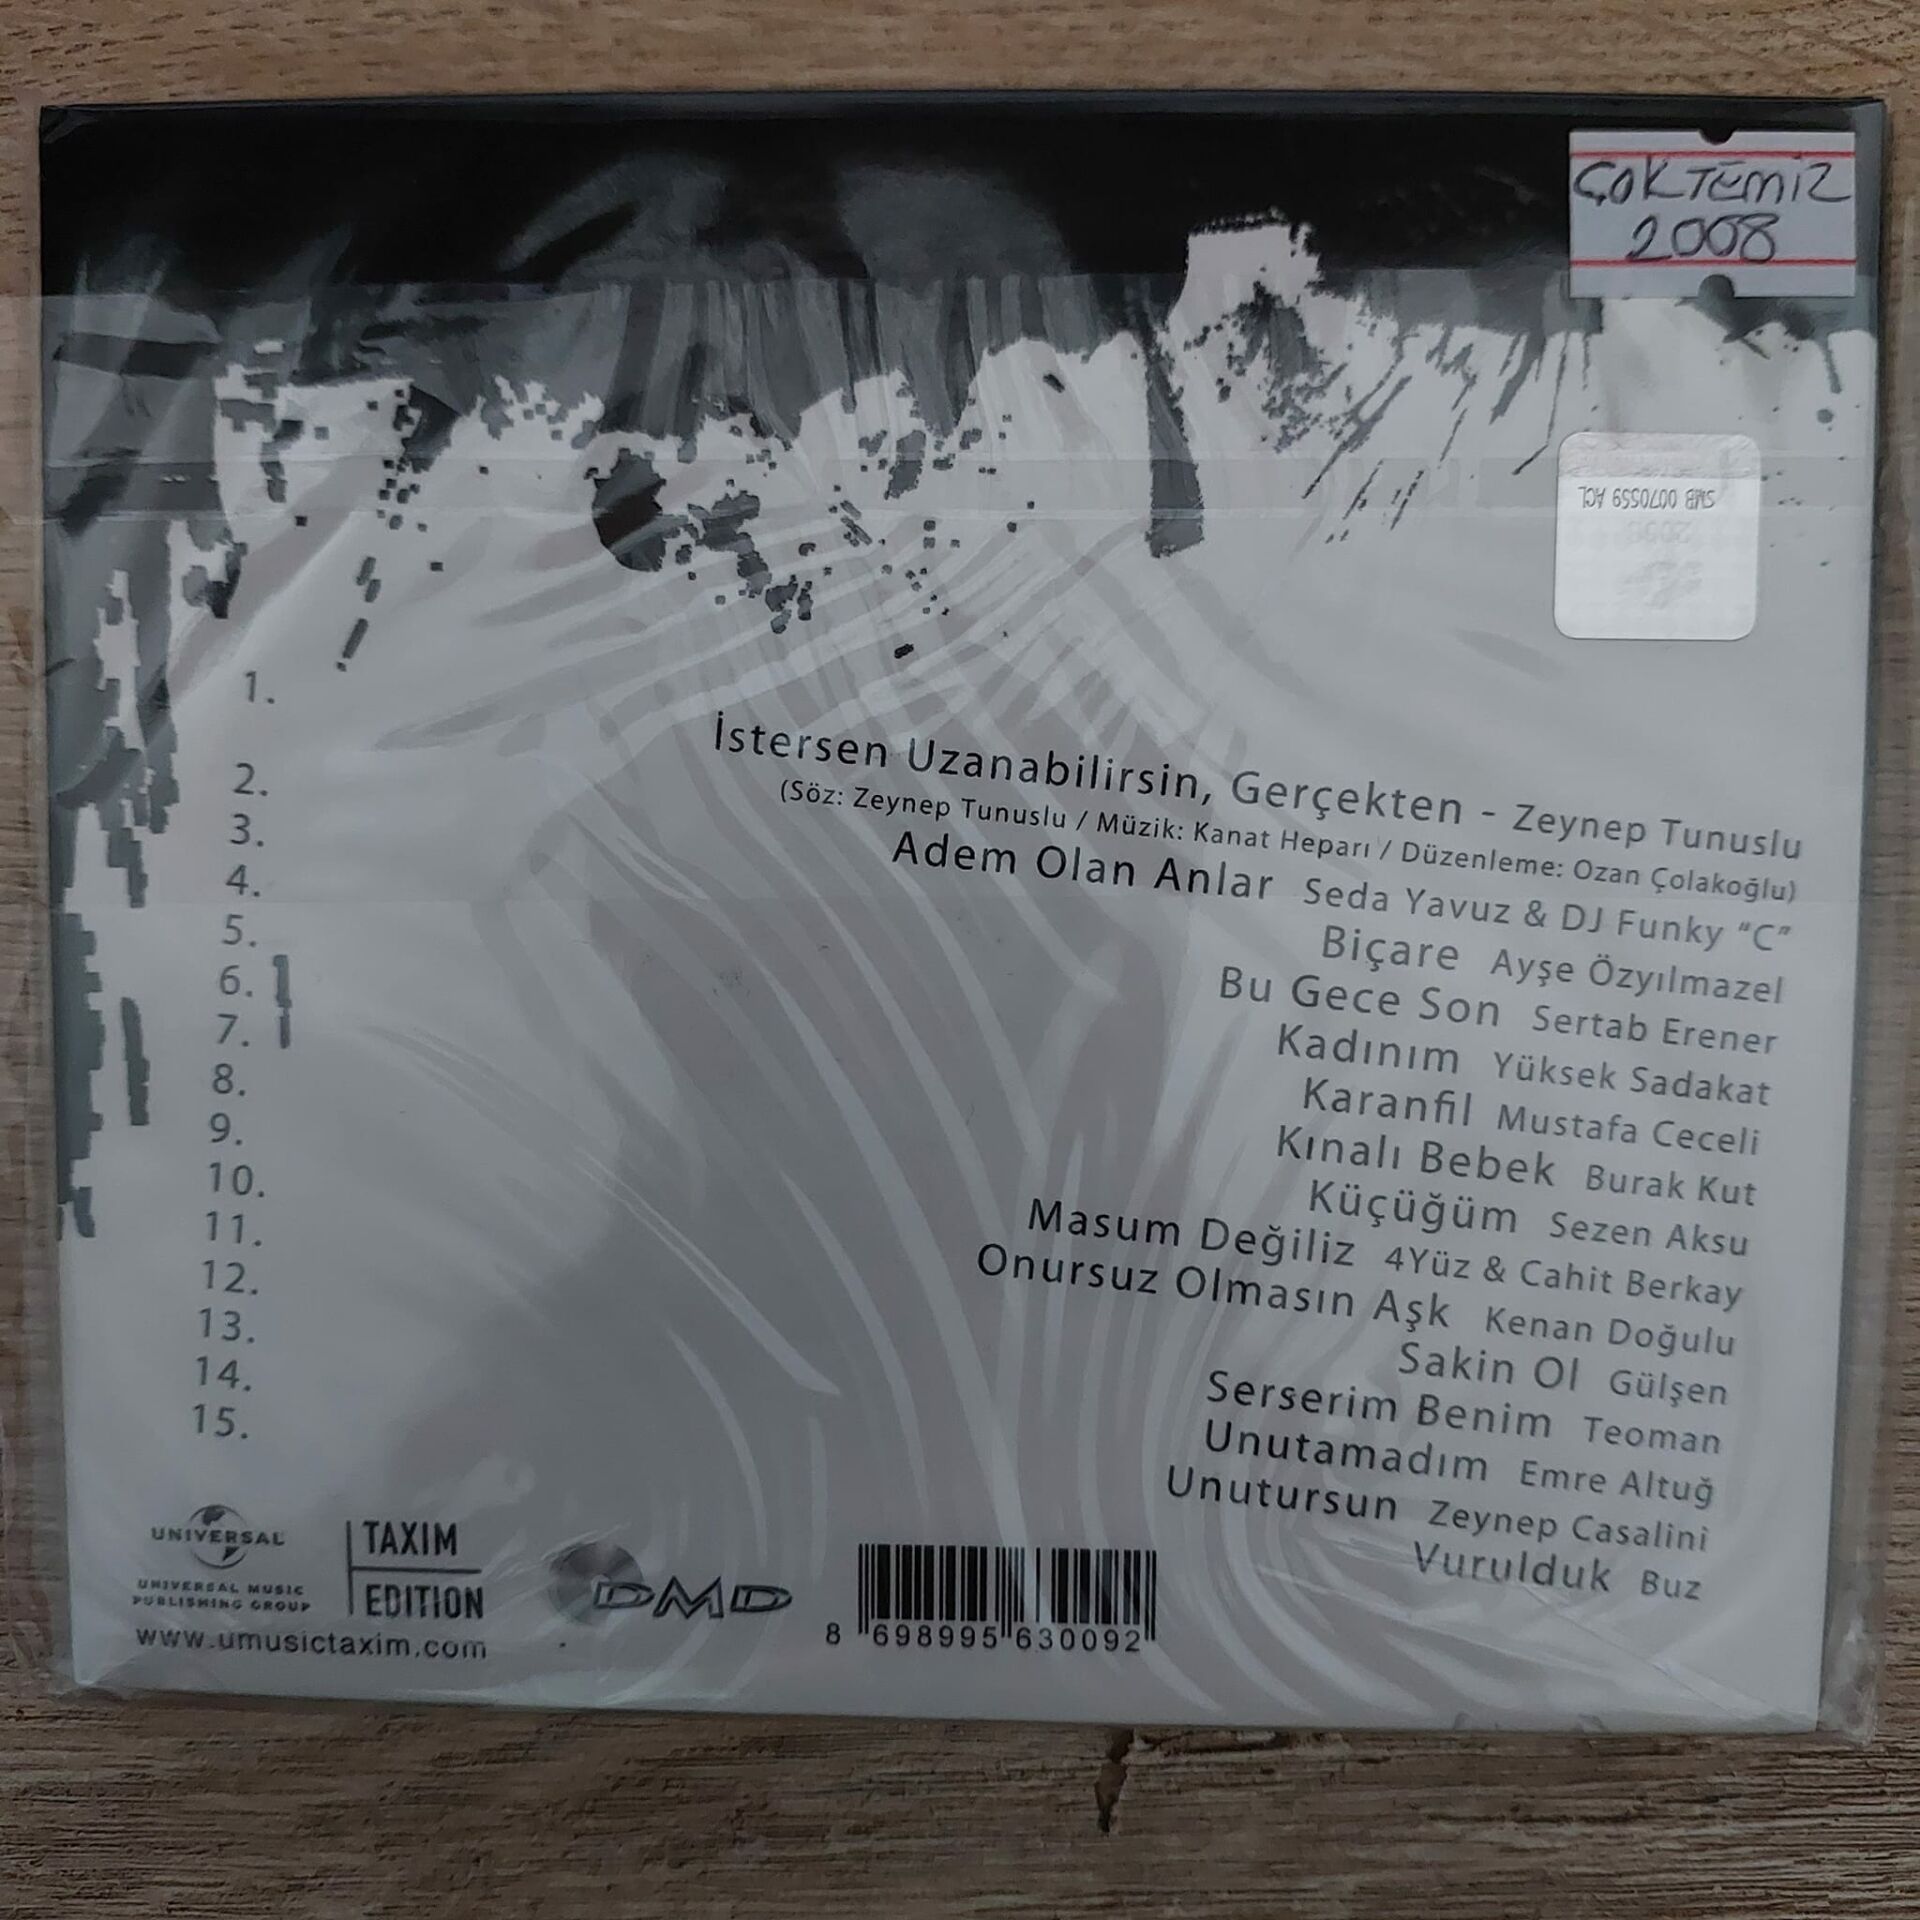 ÇOK TEMİZ
2008
SMB 0070559 ACL
1.
İstersen Uzanabilirsin, Gerçekten - Zeynep Tunuslu
(Söz: Zeynep Tunuslu / Müzik: Kanat Heparı / Düzenleme: Ozan Çolakoğlu)
2.
Adem Olan Anlar Seda Yavuz & DJ Funky "C"
3.
Biçare Ayşe Özyılmazel
4.
Bu Gece Son Sertab Erener
5.
Kadınım Yüksek Sadakat
6.
Karanfil Mustafa Ceceli
7.
Kınalı Bebek Burak Kut
8.
Küçüğüm Sezen Aksu
9.
Masum Değiliz 4Yüz & Cahit Berkay
10.
Onursuz Olmasın Aşk Kenan Doğulu
11.
Sakin Ol Gülşen
12.
Serserim Benim Teoman
13.
Unutamadım Emre Altuğ
14.
Unutursun Zeynep Casalini
15.
Vurulduk Buz
UNIVERSAL
UNIVERSAL MUSIC
PUBLISHING GROUP
TAXIM
EDITION
www.umusictaxim.com
DMD
8 698995 630092